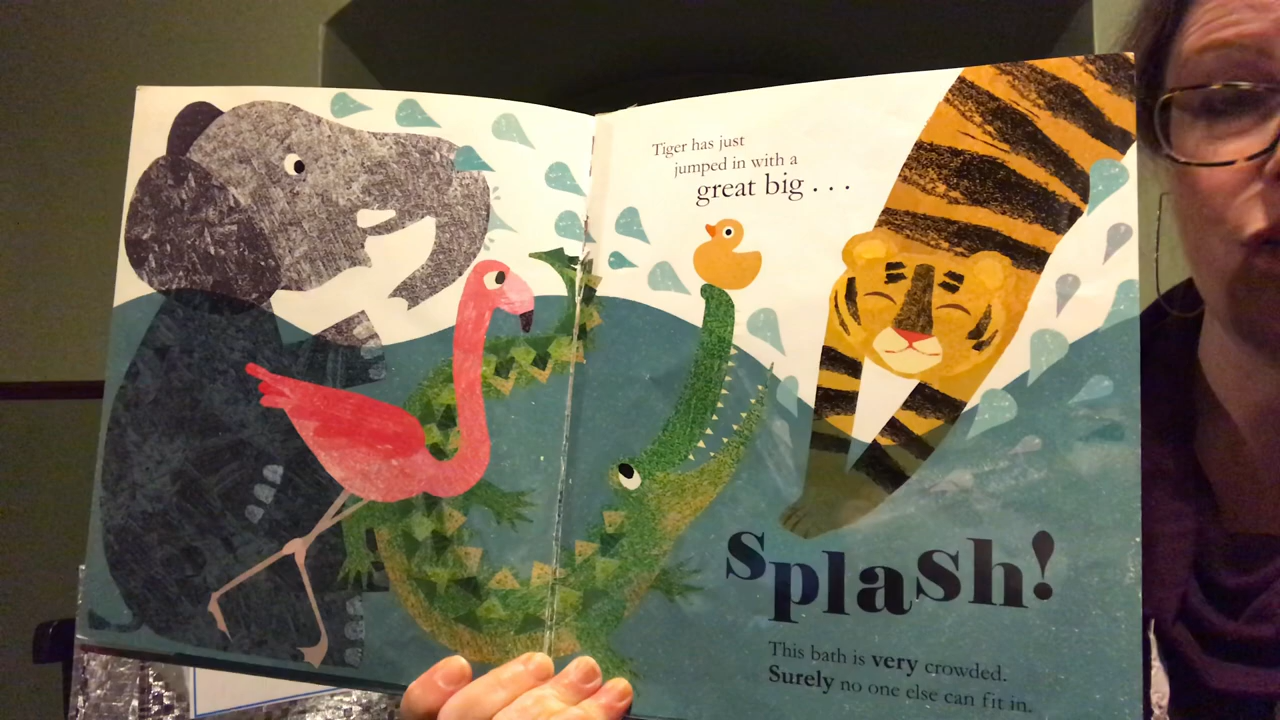 Tiger has just
jumped in with a
great big . . .
Splash!
This bath is very crowded.
Surely no one else can fit in.